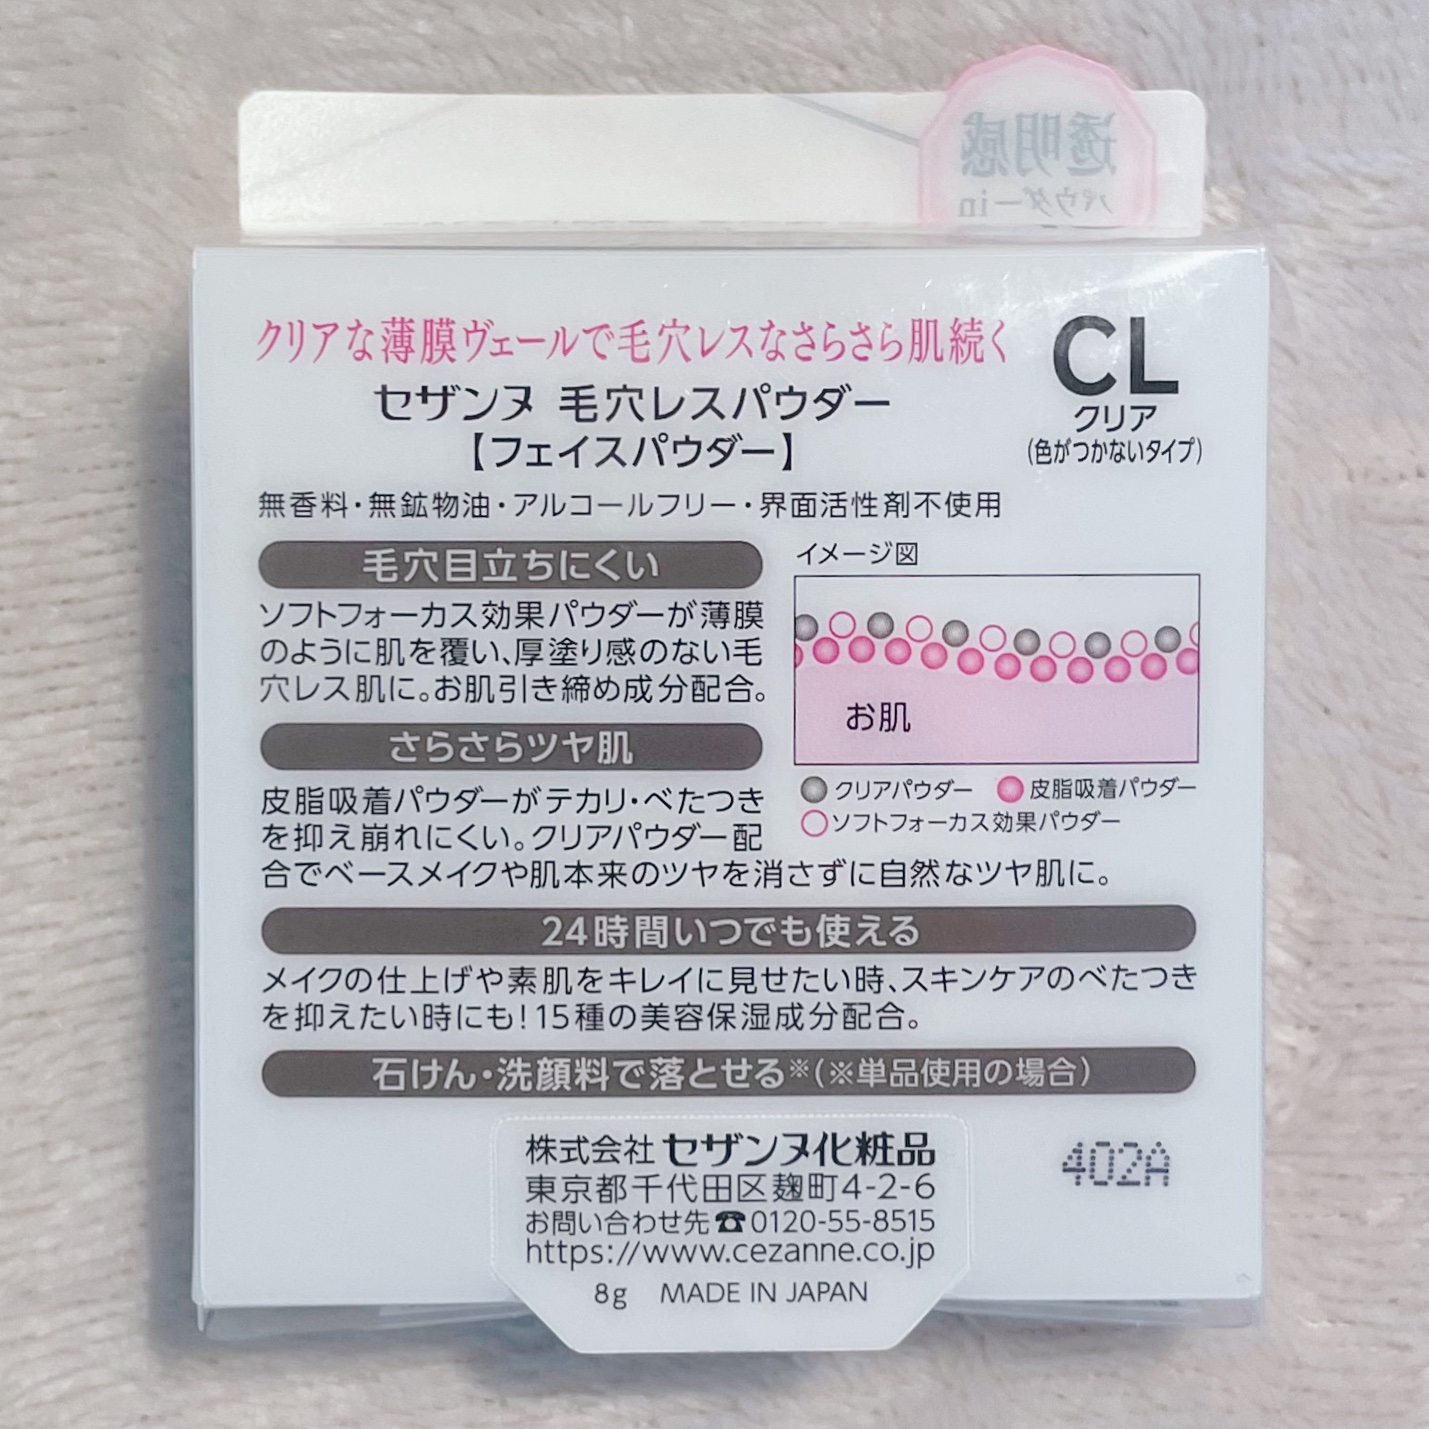 透明感
パウダーin
クリアな薄膜ヴェールで毛穴レスなさらさら肌続く
CL
クリア
(色がつかないタイプ)
セザンヌ 毛穴レスパウダー
【フェイスパウダー】
無香料・無鉱物油・アルコールフリー・界面活性剤不使用
毛穴目立ちにくい
ソフトフォーカス効果パウダーが薄膜
のように肌を覆い、厚塗り感のない毛
穴レス肌に。お肌引き締め成分配合。
イメージ図
お肌
クリアパウダー 皮脂吸着パウダー
ソフトフォーカス効果パウダー
さらさらツヤ肌
皮脂吸着パウダーがテカリ・べたつき
を抑え崩れにくい。クリアパウダー配
合でベースメイクや肌本来のツヤを消さずに自然なツヤ肌に。
24時間いつでも使える
メイクの仕上げや素肌をキレイに見せたい時、スキンケアのべたつき
を抑えたい時にも!15種の美容保湿成分配合。
石けん・洗顔料で落とせる※(※単品使用の場合)
株式会社 セザンヌ化粧品
東京都千代田区麹町4-2-6
お問い合わせ先☎0120-55-8515
https://www.cezanne.co.jp
8g MADE IN JAPAN
402A